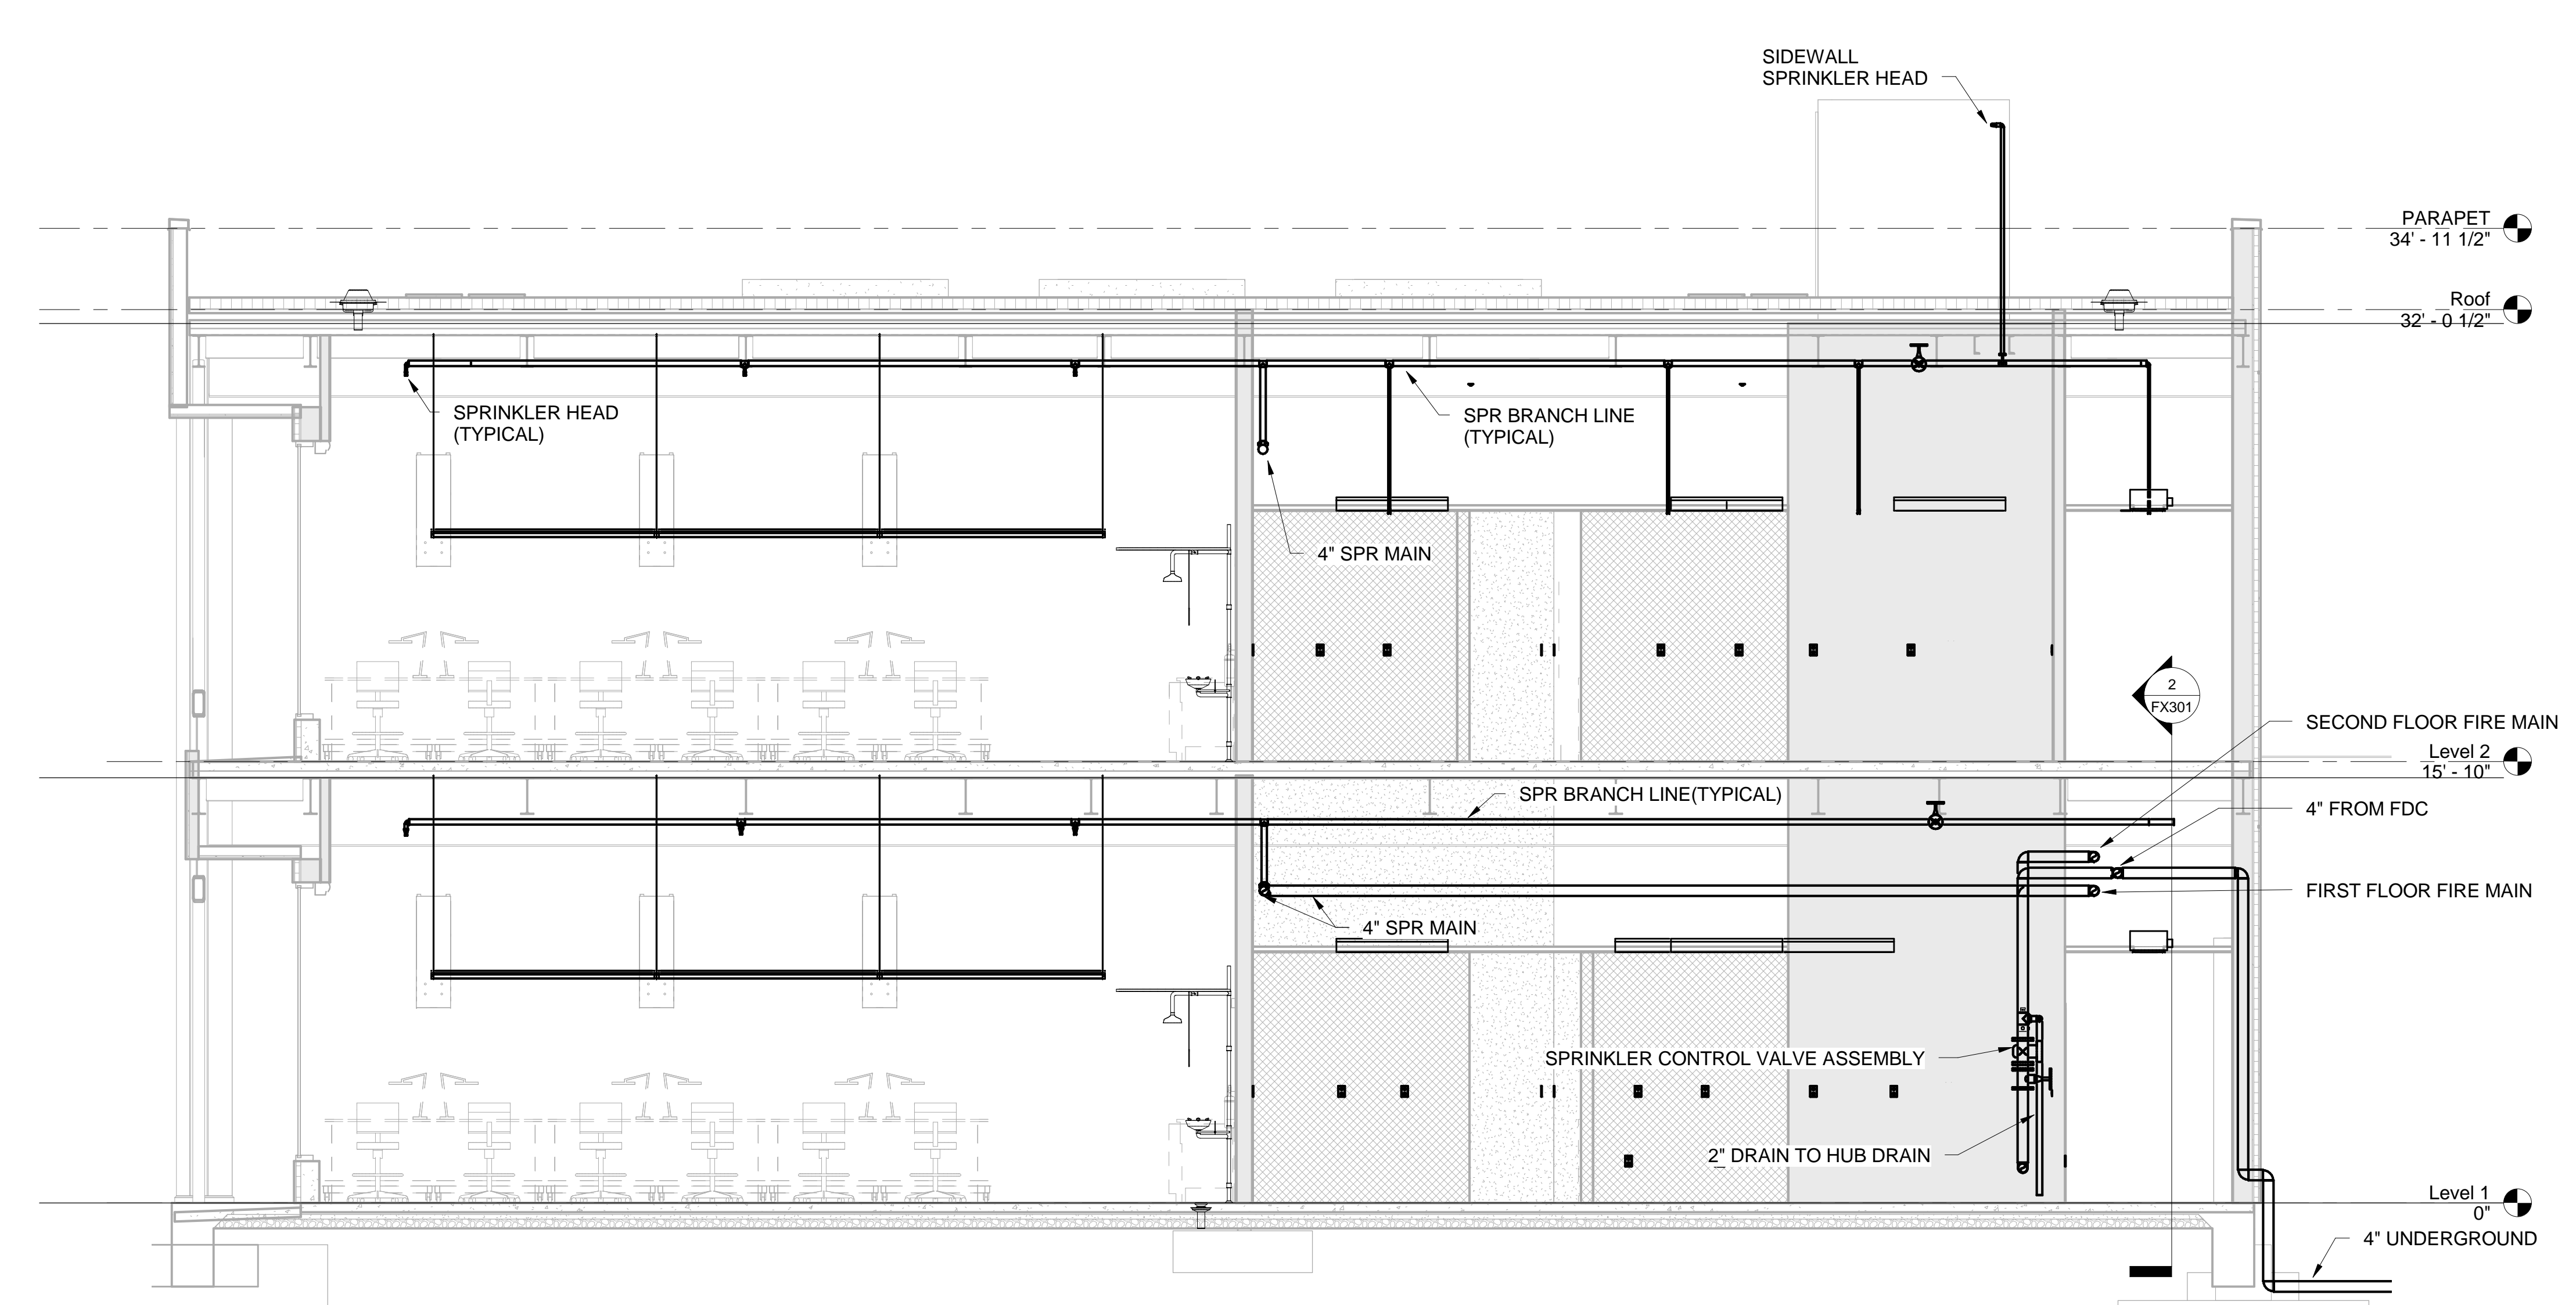 SIDEWALL
SPRINKLER HEAD
PARAPET
34' - 11 1/2"
Roof
32' - 0 1/2"
SPRINKLER HEAD
(TYPICAL)
SPR BRANCH LINE
(TYPICAL)
4" SPR MAIN
2
FX301
SECOND FLOOR FIRE MAIN
Level 2
15' - 10"
SPR BRANCH LINE(TYPICAL)
4" FROM FDC
FIRST FLOOR FIRE MAIN
4" SPR MAIN
SPRINKLER CONTROL VALVE ASSEMBLY
2" DRAIN TO HUB DRAIN
Level 1
0"
4" UNDERGROUND